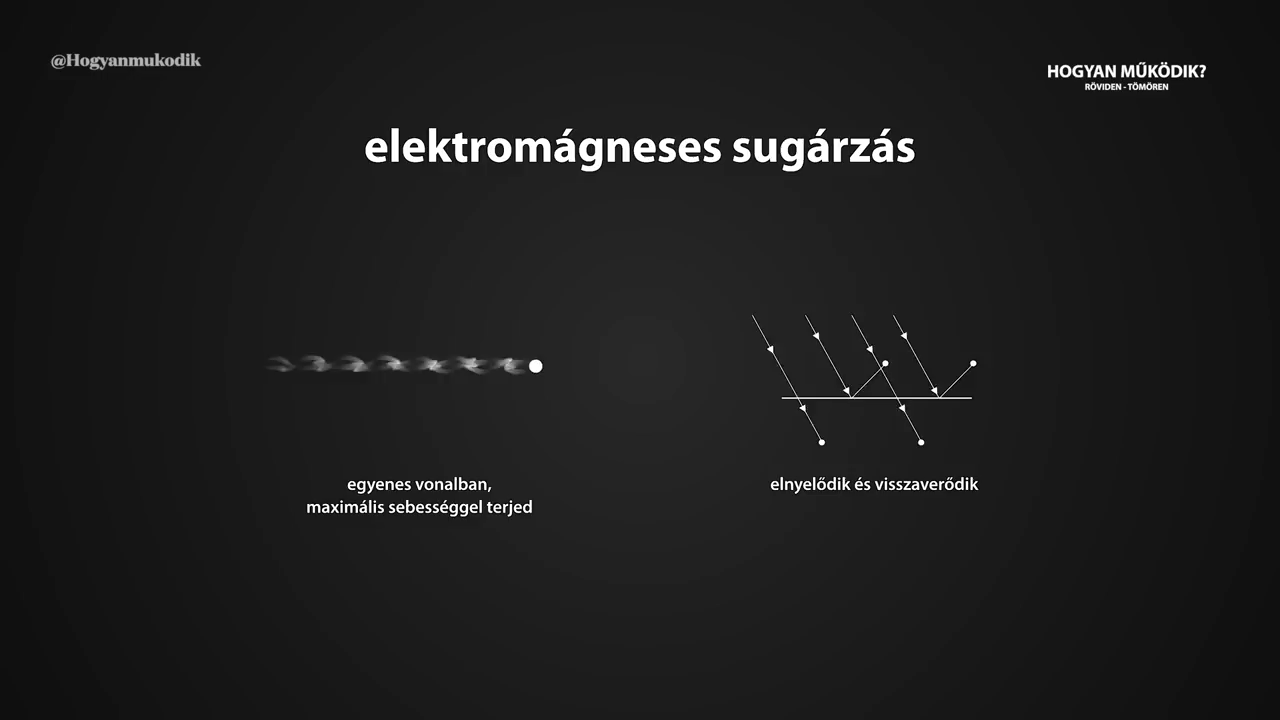 @Hogyanmukodik
HOGYAN MŰKÖDIK?
RÖVIDEN - TÖMÖREN
elektromágneses sugárzás
egyenes vonalban,
maximális sebességgel terjed
elnyelődik és visszaverődik